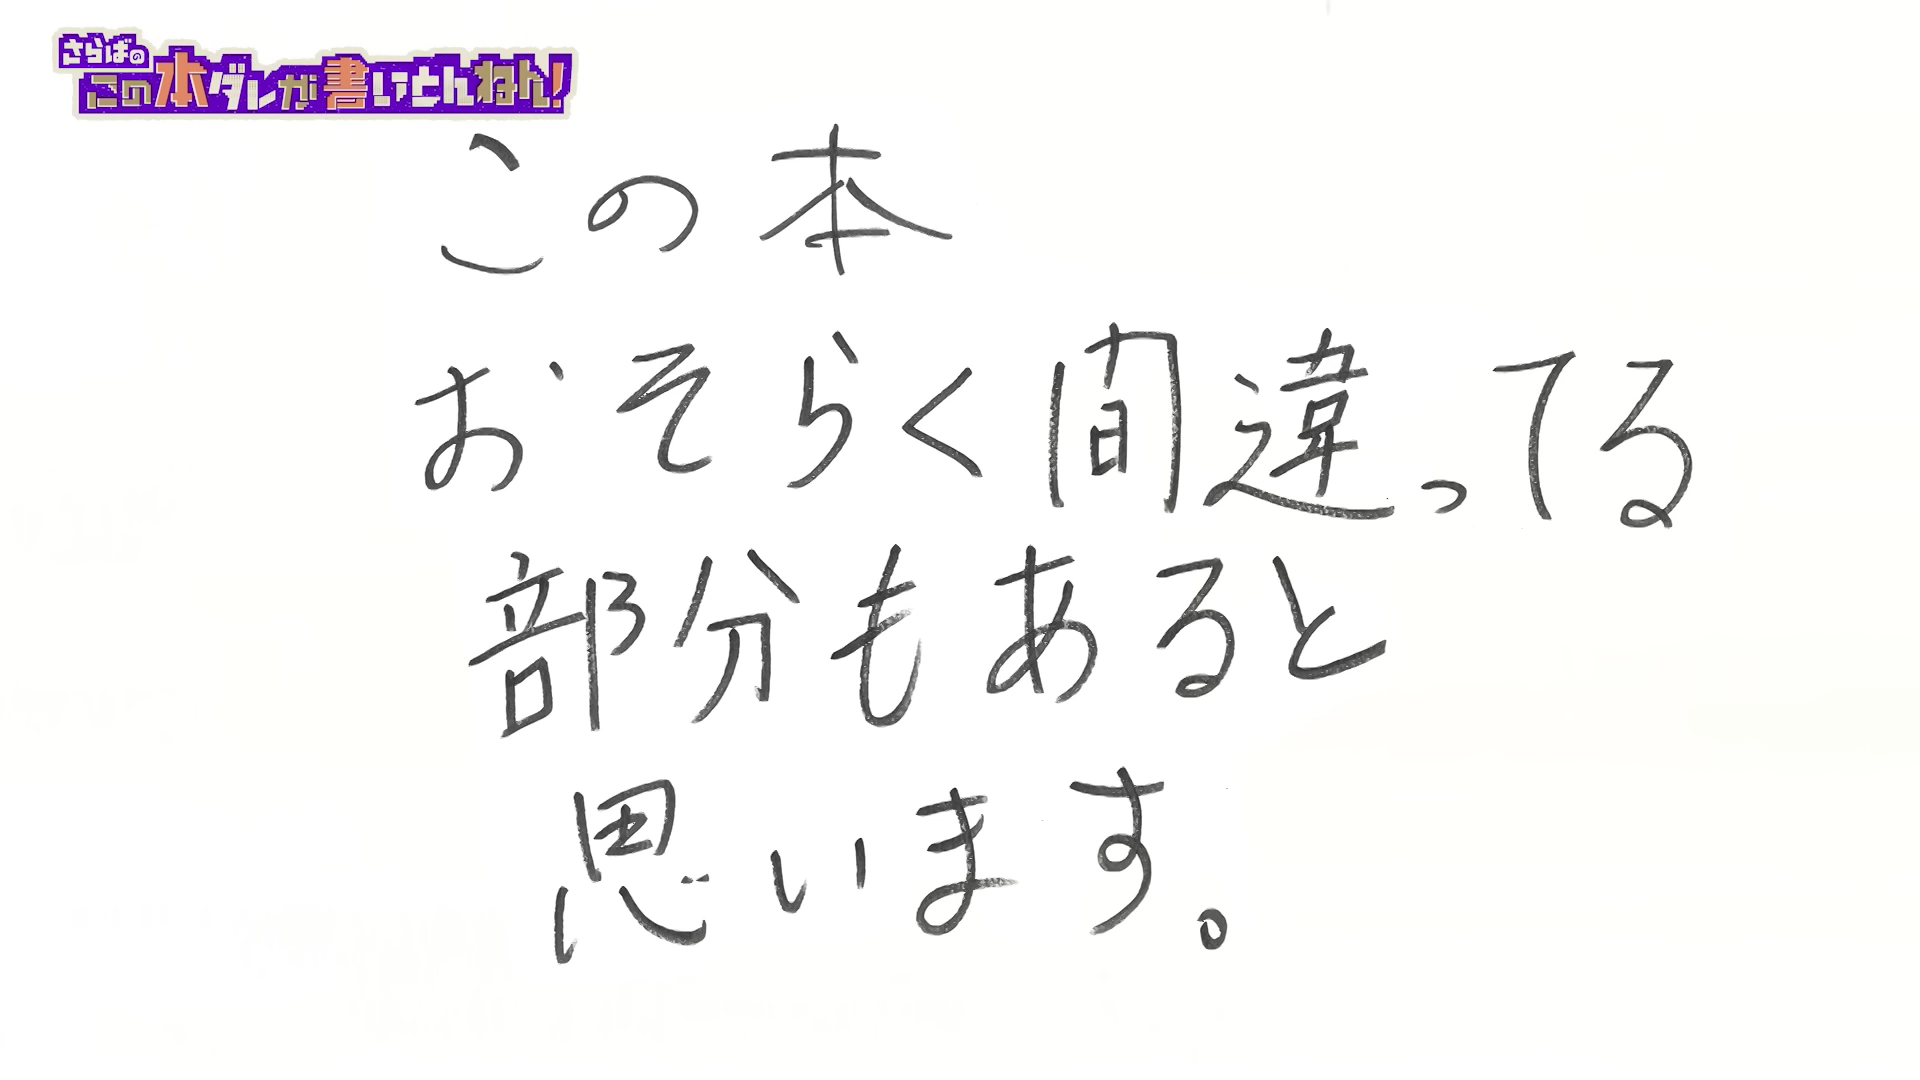 さらばの
この本ダレが書いとんねん!
この本
おそらく間違ってる
部分もあると
思います。